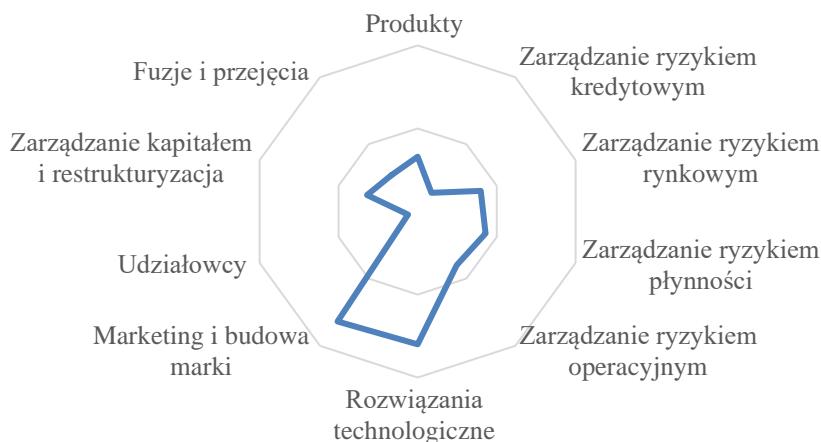 Produkty
Zarządzanie ryzykiem
kredytowym
Zarządzanie ryzykiem
rynkowym
Zarządzanie ryzykiem
płynności
Zarządzanie ryzykiem
operacyjnym
Rozwiązania
technologiczne
Marketing i budowa
marki
Udziałowcy
Zarządzanie kapitałem
i restrukturyzacja
Fuzje i przejęcia